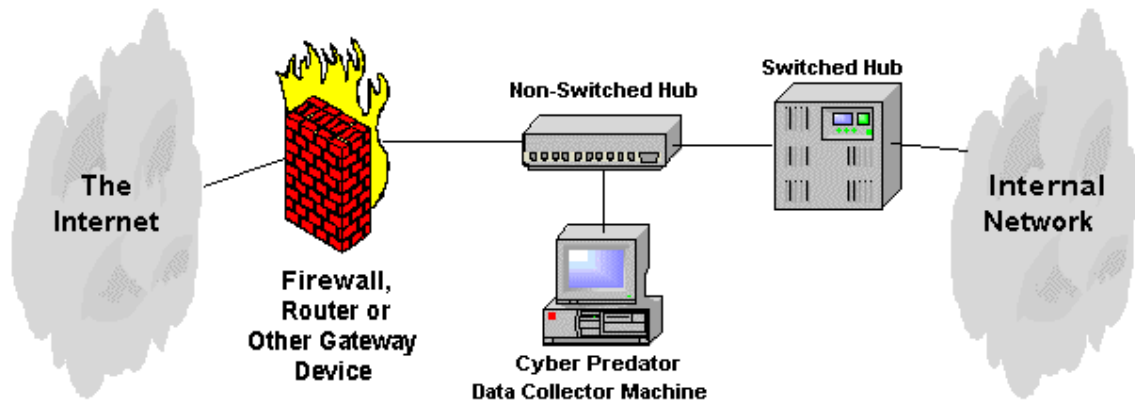 The
Internet
Firewall,
Router or
Other Gateway
Device
Non-Switched Hub
Cyber Predator
Data Collector Machine
Switched Hub
Internal
Network